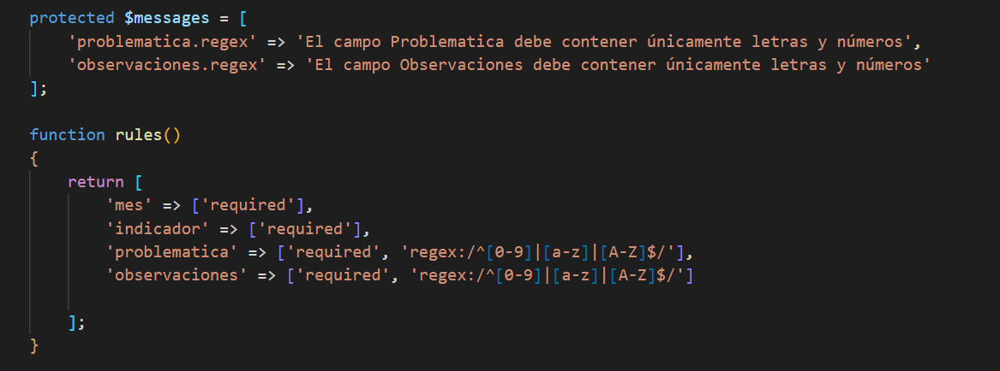 protected $messages = [
'problematica.regex' => 'El campo Problematica debe contener únicamente letras y números',
'observaciones.regex' => 'El campo Observaciones debe contener únicamente letras y números'
];
function rules()
{
return [
'mes' => ['required'],
'indicador' => ['required'],
'problematica' => ['required', 'regex:/^[0-9]|[a-z]|[A-Z]$/'],
'observaciones' => ['required', 'regex:/^[0-9]|[a-z]|[A-Z]$/']
];
}